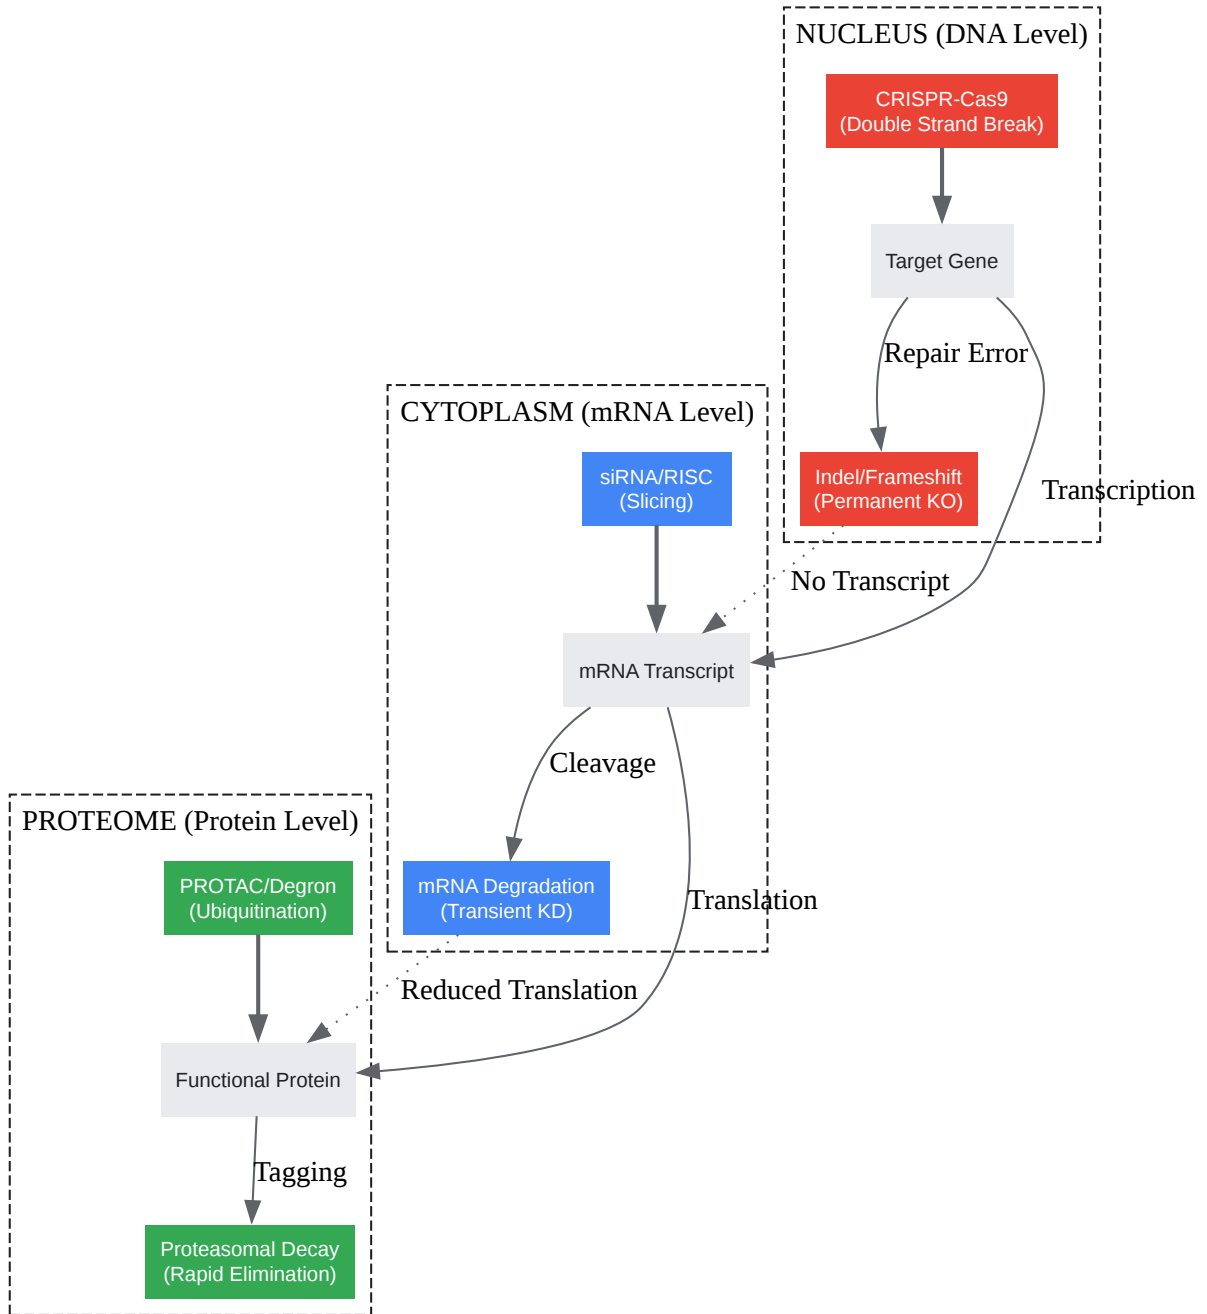 NUCLEUS (DNA Level)
CRISPR-Cas9
(Double Strand Break)
Target Gene
Repair Error
CYTOPLASM (mRNA Level)
siRNA/RISC
(Slicing)
Indel/Frameshift
(Permanent KO)
Transcription
No Transcript
mRNA Transcript
Cleavage
PROTEOME (Protein Level)
PROTAC/Degron
(Ubiquitination)
mRNA Degradation
(Transient KD)
Translation
Reduced Translation
Functional Protein
Tagging
Proteasomal Decay
(Rapid Elimination)